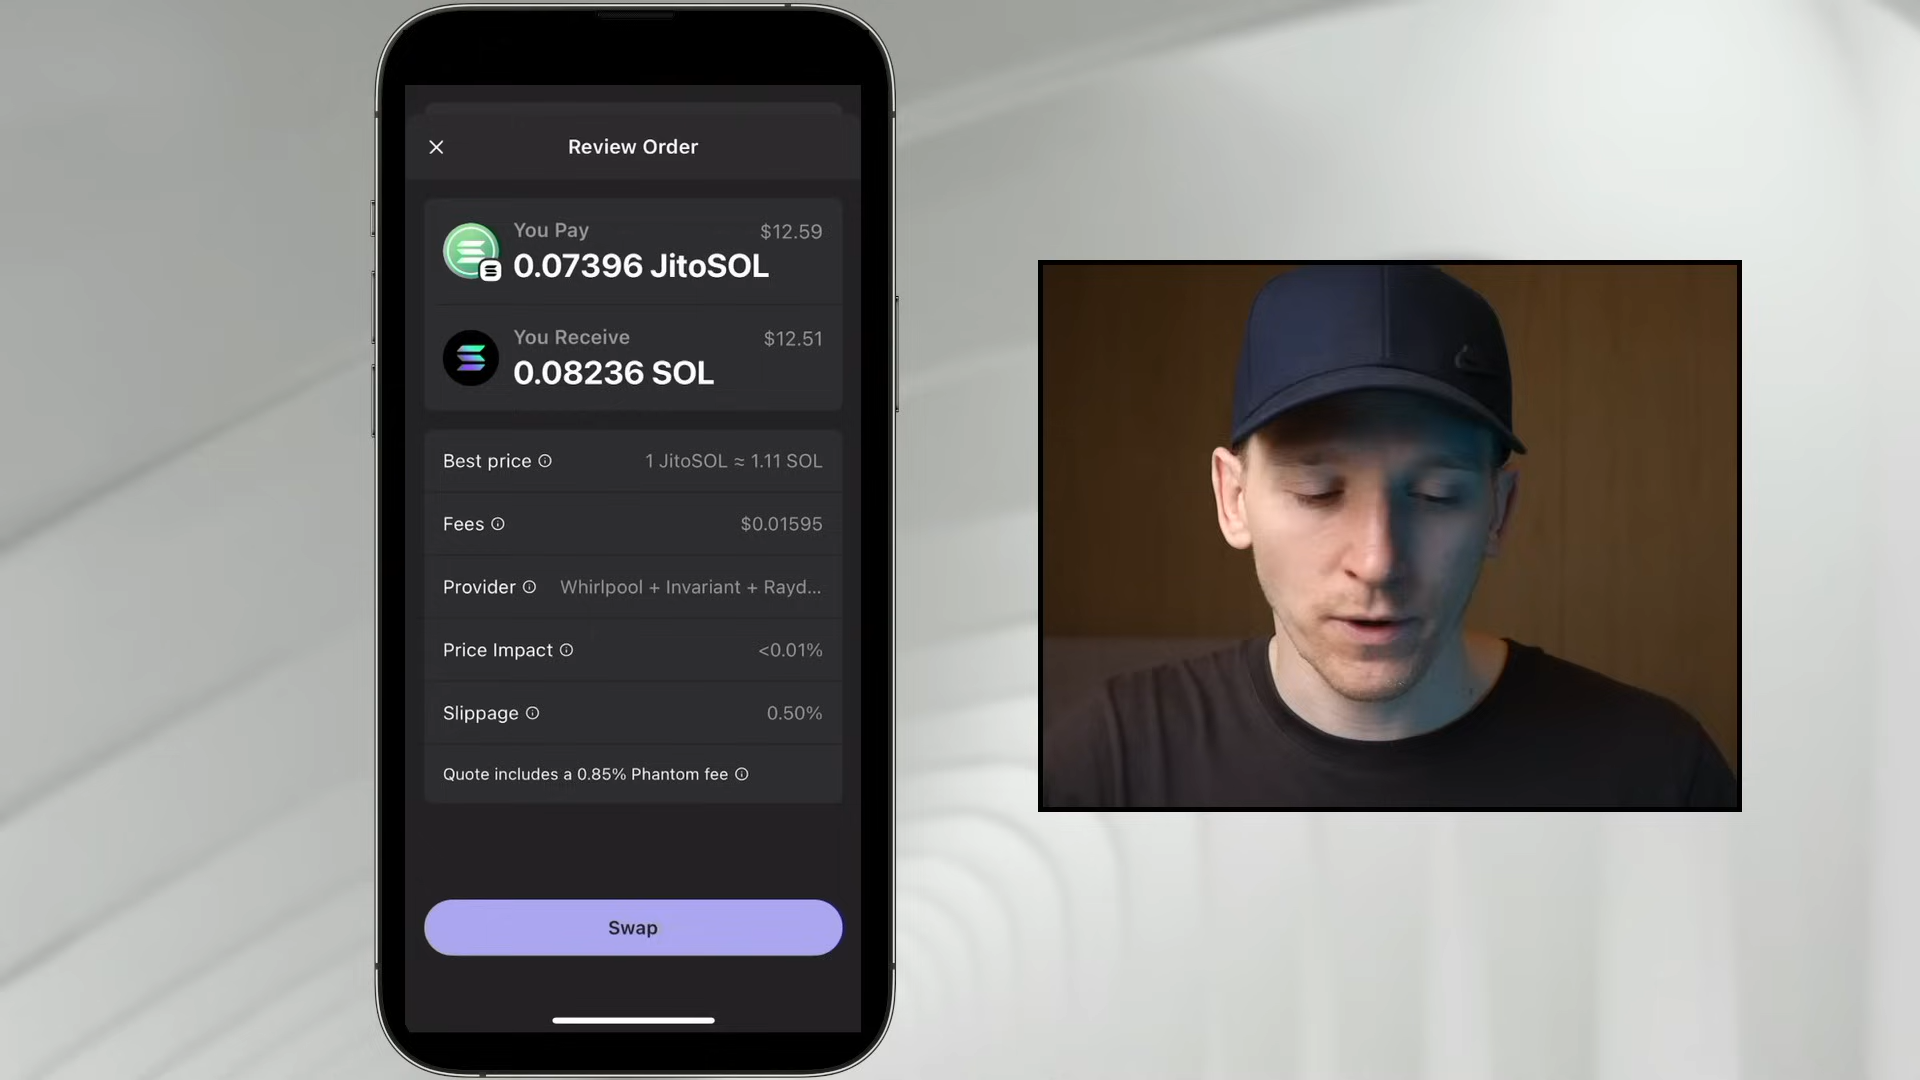 Review Order
You Pay
$12.59
0.07396 JitoSOL
You Receive
$12.51
0.08236 SOL
Best price
1 JitoSOL ≈ 1.11 SOL
Fees
$0.01595
Provider
Whirlpool + Invariant + Rayd...
Price Impact
<0.01%
Slippage
0.50%
Quote includes a 0.85% Phantom fee
Swap